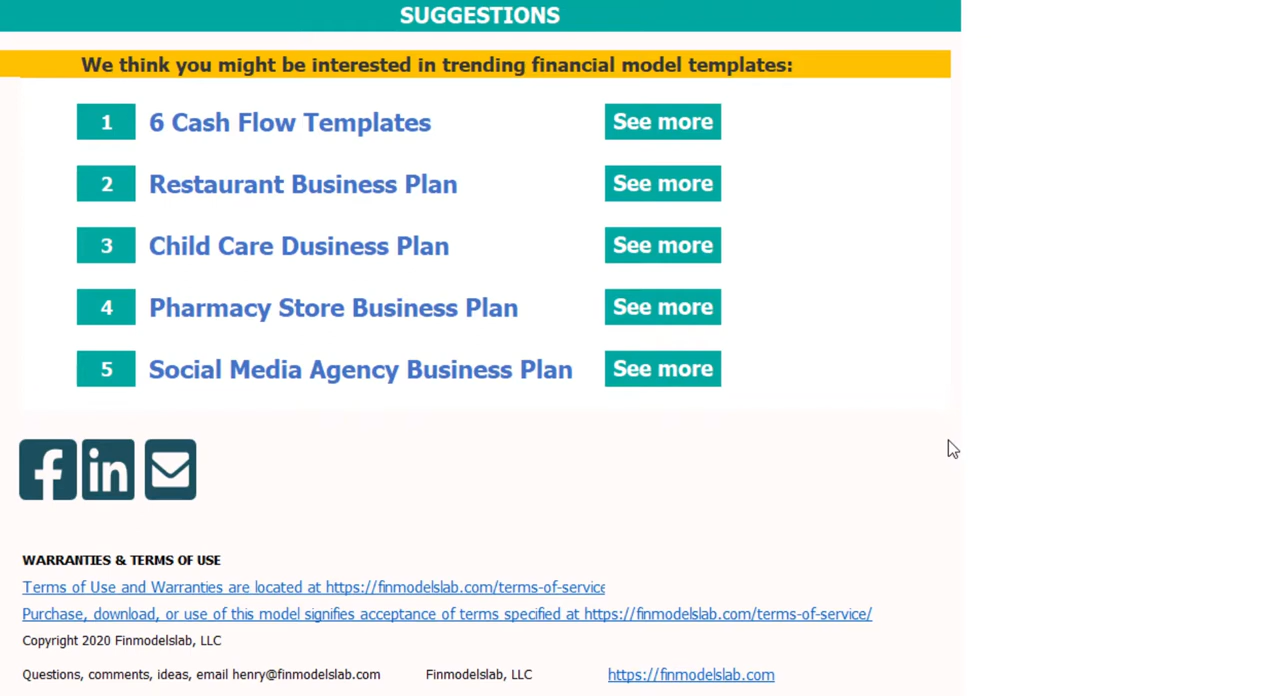 SUGGESTIONS
We think you might be interested in trending financial model templates:
1 6 Cash Flow Templates See more
2 Restaurant Business Plan See more
3 Child Care Dusiness Plan See more
4 Pharmacy Store Business Plan See more
5 Social Media Agency Business Plan See more
WARRANTIES & TERMS OF USE
Terms of Use and Warranties are located at https://finmodelslab.com/terms-of-service
Purchase, download, or use of this model signifies acceptance of terms specified at https://finmodelslab.com/terms-of-service/
Copyright 2020 Finmodelslab, LLC
Questions, comments, ideas, email henry@finmodelslab.com Finmodelslab, LLC https://finmodelslab.com